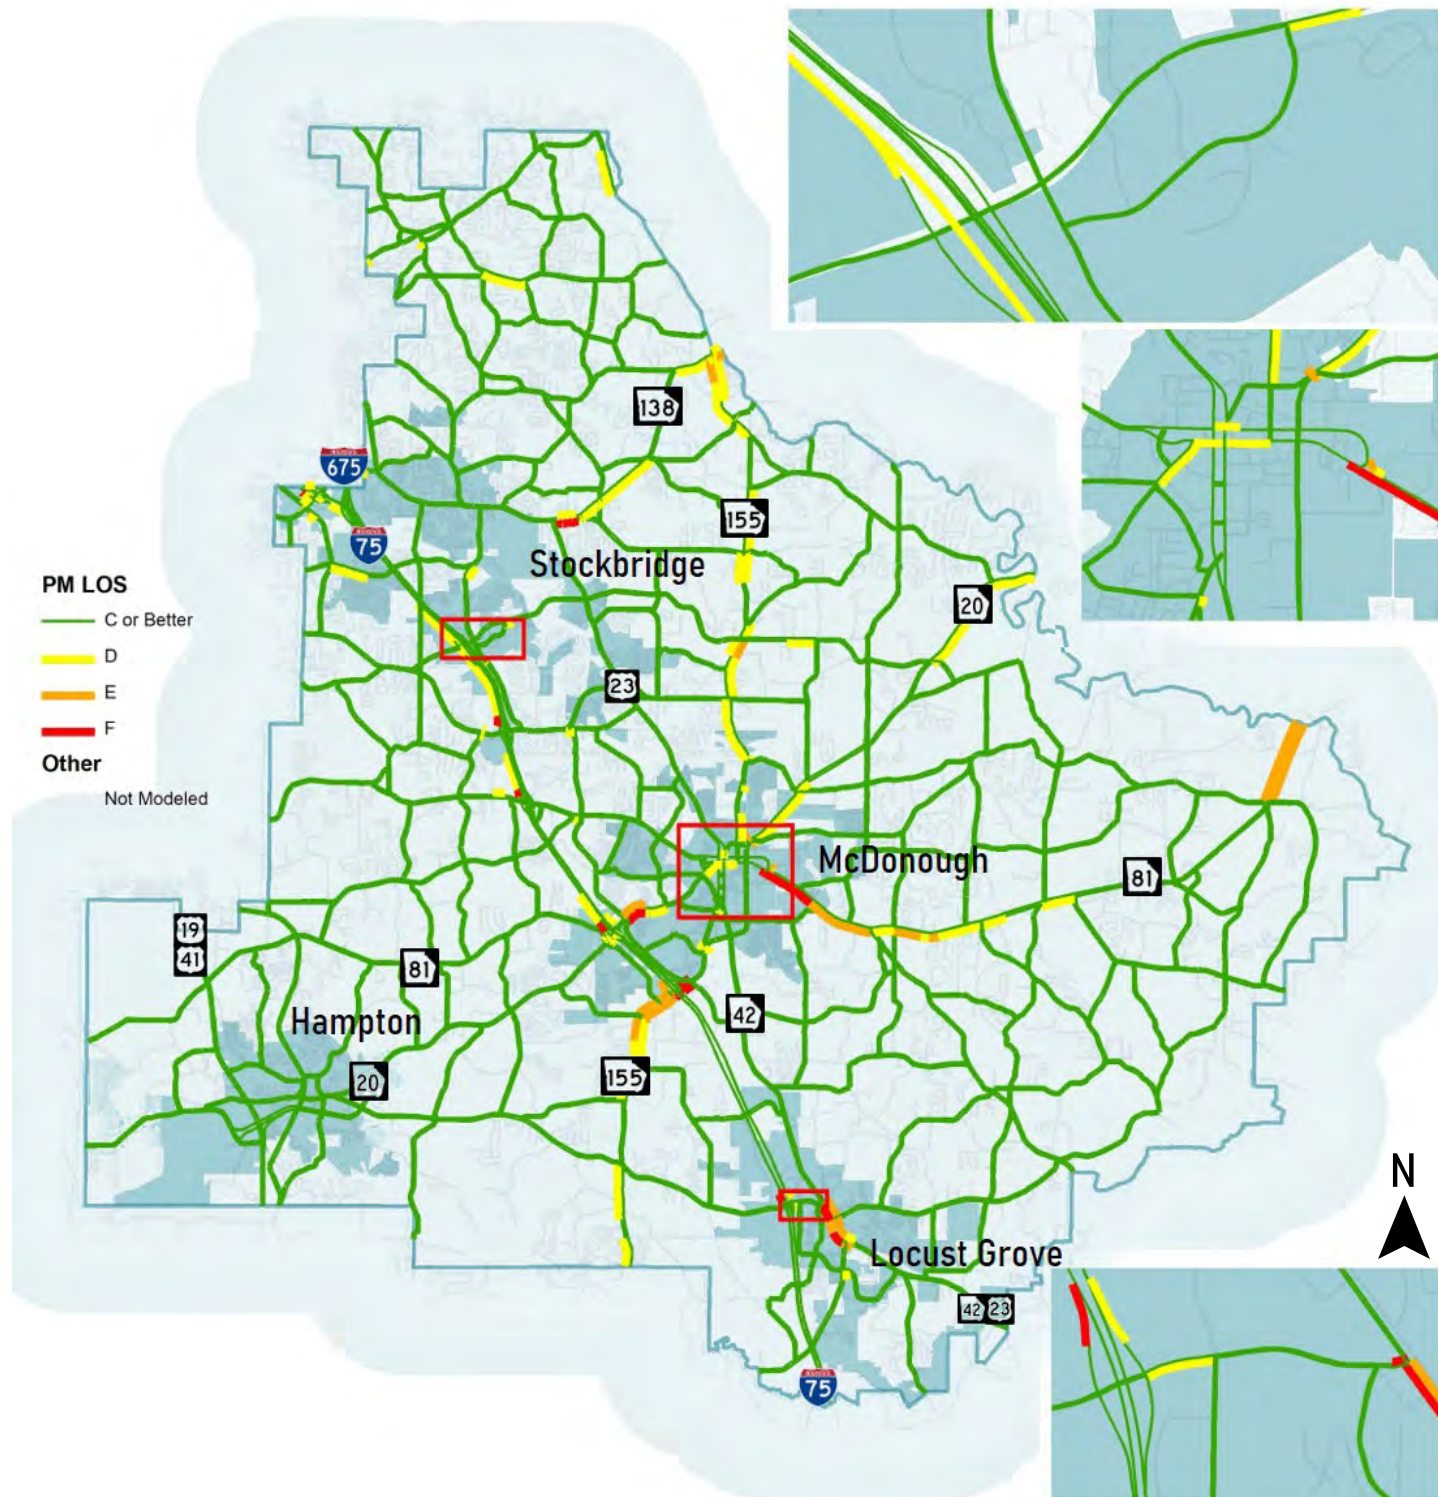 138
675
155
75
Stockbridge
PM LOS
C or Better
D
E
F
Other
Not Modeled
20
23
McDonough
81
19
41
81
42
Hampton
20
155
N
Locust Grove
42 23
75